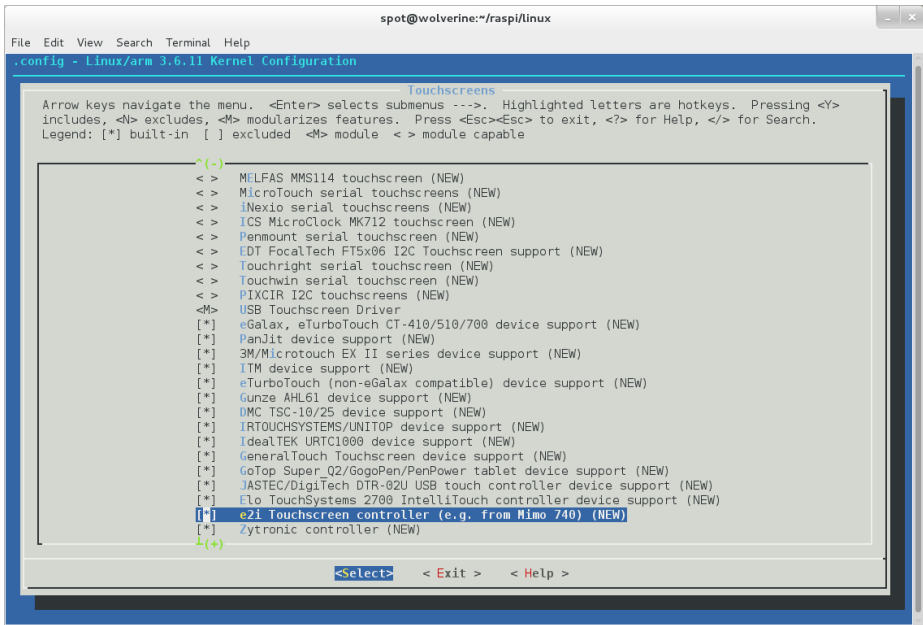 spot@wolverine:~/raspi/linux
File Edit View Search Terminal Help
.config - Linux/arm 3.6.11 Kernel Configuration
Touchscreens
Arrow keys navigate the menu. <Enter> selects submenus --->. Highlighted letters are hotkeys. Pressing <Y>
includes, <N> excludes, <M> modularizes features. Press <Esc><Esc> to exit, <?> for Help, </> for Search.
Legend: [*] built-in [ ] excluded <M> module < > module capable
^(-)
< > MELFAS MMS114 touchscreen (NEW)
< > MicroTouch serial touchscreens (NEW)
< > iNexio serial touchscreens (NEW)
< > ICS MicroClock MK712 touchscreen (NEW)
< > Penmount serial touchscreen (NEW)
< > EDT FocalTech FT5x06 I2C Touchscreen support (NEW)
< > Touchright serial touchscreen (NEW)
< > Touchwin serial touchscreen (NEW)
< > PIXCIR I2C touchscreens (NEW)
<M> USB Touchscreen Driver
[*] eGalax, eTurboTouch CT-410/510/700 device support (NEW)
[*] PanJit device support (NEW)
[*] 3M/Microtouch EX II series device support (NEW)
[*] ITM device support (NEW)
[*] eTurboTouch (non-eGalax compatible) device support (NEW)
[*] Gunze AHL61 device support (NEW)
[*] DMC TSC-10/25 device support (NEW)
[*] IRTOUCHSYSTEMS/UNITOP device support (NEW)
[*] IdealTEK URTC1000 device support (NEW)
[*] GeneralTouch Touchscreen device support (NEW)
[*] GoTop Super_Q2/GogoPen/PenPower tablet device support (NEW)
[*] JASTEC/DigiTech DTR-02U USB touch controller device support (NEW)
[*] Elo TouchSystems 2700 IntelliTouch controller device support (NEW)
[*] e2i Touchscreen controller (e.g. from Mimo 740) (NEW)
[*] Zytronic controller (NEW)
┴(+)
<Select> < Exit > < Help >